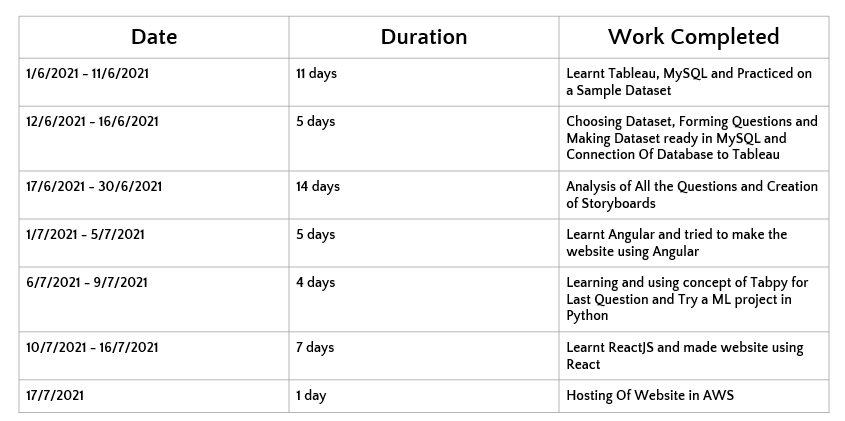 Date Duration Work Completed
1/6/2021 - 11/6/2021 11 days Learnt Tableau, MySQL and Practiced on
a Sample Dataset
12/6/2021 - 16/6/2021 5 days Choosing Dataset, Forming Questions and
Making Dataset ready in MySQL and
Connection Of Database to Tableau
17/6/2021 - 30/6/2021 14 days Analysis of All the Questions and Creation
of Storyboards
1/7/2021 - 5/7/2021 5 days Learnt Angular and tried to make the
website using Angular
6/7/2021 - 9/7/2021 4 days Learning and using concept of Tabpy for
Last Question and Try a ML project in
Python
10/7/2021 - 16/7/2021 7 days Learnt ReactJS and made website using
React
17/7/2021 1 day Hosting Of Website in AWS